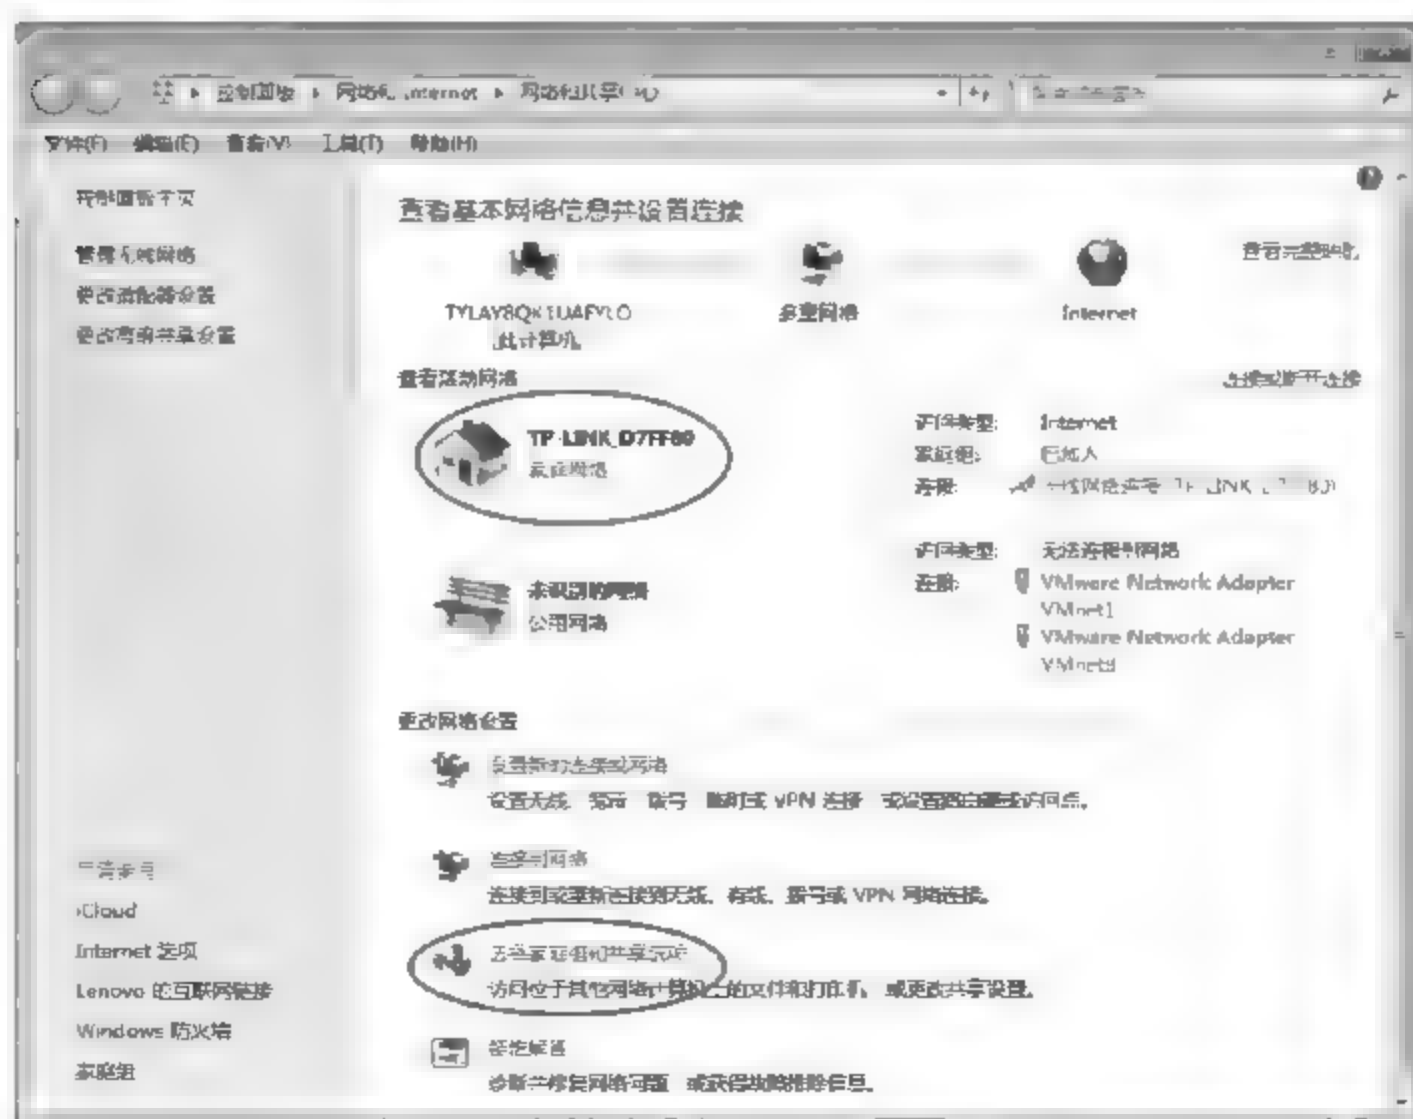 控制面板 ▸ 网络和 Internet ▸ 网络和共享中心
文件(F) 编辑(E) 查看(V) 工具(T) 帮助(H)
控制面板主页
管理无线网络
更改适配器设置
更改高级共享设置
查看基本网络信息并设置连接
查看完整映射
多重网络
Internet
此计算机
查看活动网络
连接或断开连接
TP-LINK_D7FF80
家庭网络
访问类型: Internet
家庭组: 已加入
连接: 无线网络连接
未识别的网络
公用网络
访问类型: 无法连接到网络
连接: VMware Network Adapter
VMnet1
VMware Network Adapter
VMnet8
更改网络设置
设置新的连接或网络
设置无线、宽带、拨号、临时或 VPN 连接；或设置路由器或访问点。
连接到网络
连接到或重新连接到无线、有线、拨号或 VPN 网络连接。
选择家庭组和共享选项
访问位于其他网络计算机上的文件和打印机，或更改共享设置。
疑难解答
诊断并修复网络问题，或获得故障排除信息。
另请参阅
iCloud
Internet 选项
Lenovo 的互联网链接
Windows 防火墙
家庭组